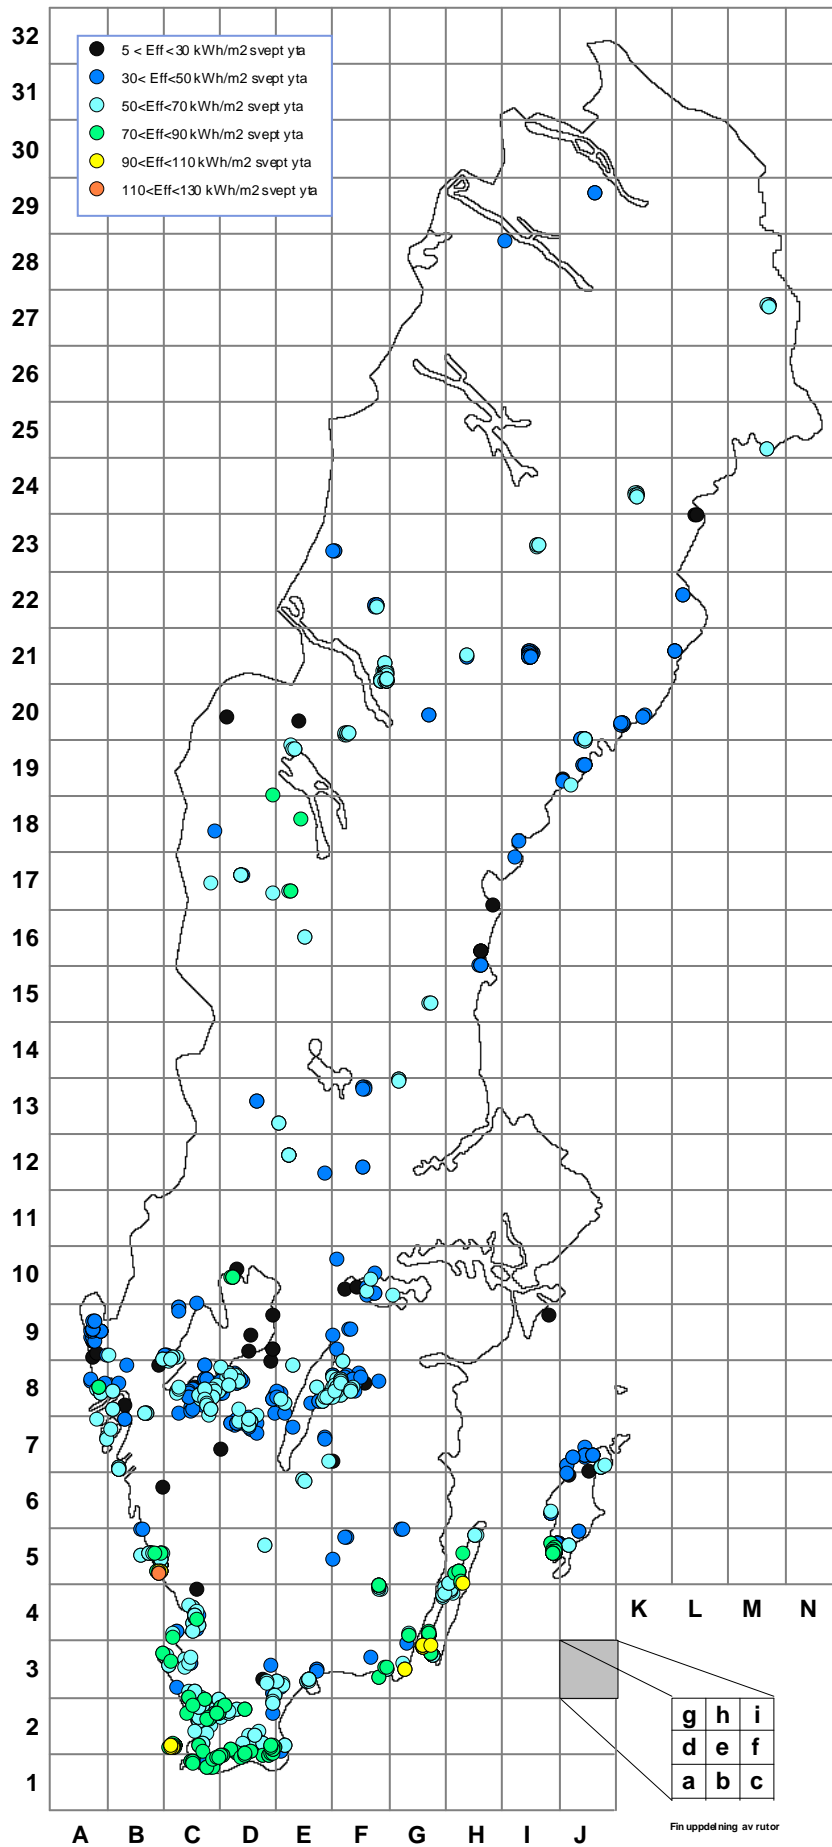 32
5 < Eff<30 kWh/m2 svept yta
30< Eff<50 kWh/m2 svept yta
50<Eff<70 kWh/m2 svept yta
70<Eff<90 kWh/m2 svept yta
90<Eff<110 kWh/m2 svept yta
110<Eff<130 kWh/m2 svept yta
31
30
29
28
27
26
25
24
23
22
21
20
19
18
17
16
15
14
13
12
11
10
9
8
7
6
5
4
K L M N
3
g h i
d e f
a b c
2
1
Fin uppdelning av rutor
A B C D E F G H I J